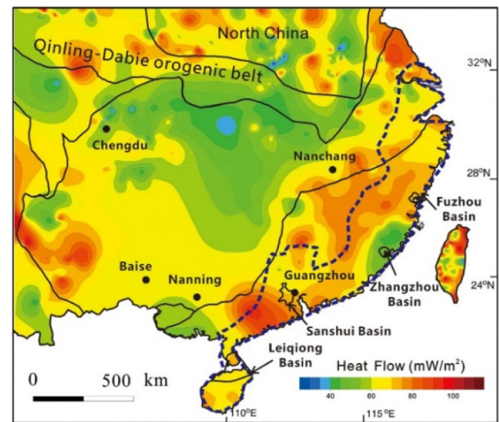 North China
Qinling-Dabie orogenic belt
32°N
Chengdu
Nanchang
28°N
Fuzhou
Basin
Baise
Nanning
Guangzhou
24°N
Zhangzhou
Basin
Sanshui Basin
Leiqiong
Basin
Heat Flow (mW/m²)
0 500 km
40 60 80 100
110°E
115°E